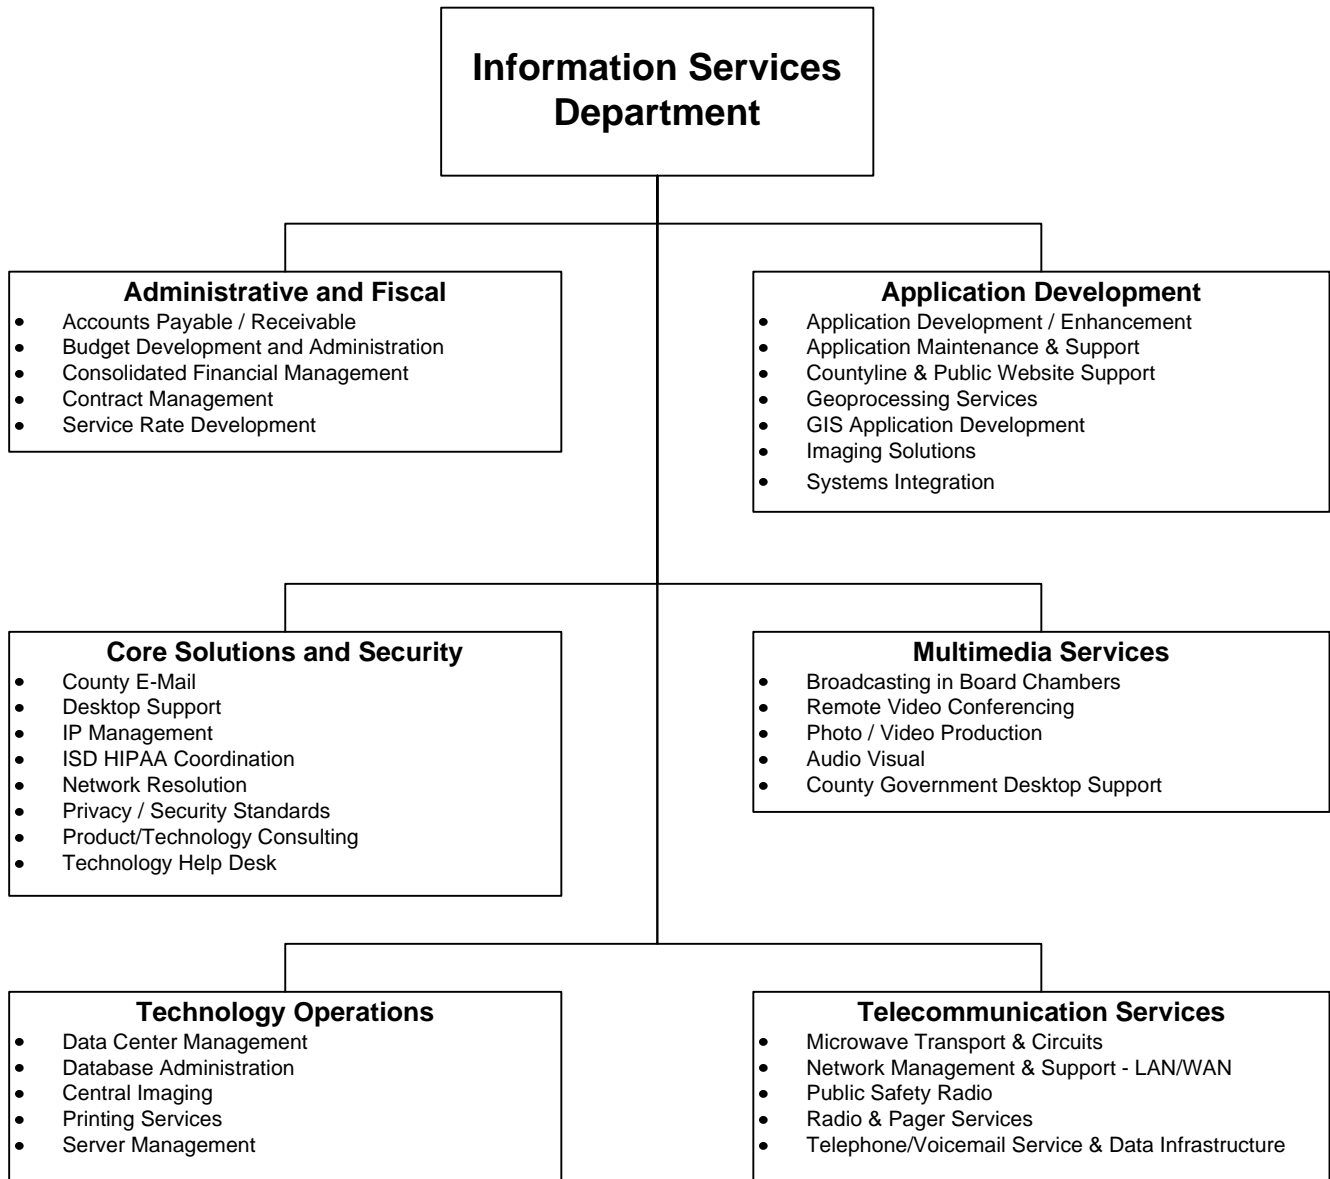 Information Services
Department
Administrative and Fiscal
• Accounts Payable / Receivable
• Budget Development and Administration
• Consolidated Financial Management
• Contract Management
• Service Rate Development
Application Development
• Application Development / Enhancement
• Application Maintenance & Support
• Countyline & Public Website Support
• Geoprocessing Services
• GIS Application Development
• Imaging Solutions
• Systems Integration
Core Solutions and Security
• County E-Mail
• Desktop Support
• IP Management
• ISD HIPAA Coordination
• Network Resolution
• Privacy / Security Standards
• Product/Technology Consulting
• Technology Help Desk
Multimedia Services
• Broadcasting in Board Chambers
• Remote Video Conferencing
• Photo / Video Production
• Audio Visual
• County Government Desktop Support
Technology Operations
• Data Center Management
• Database Administration
• Central Imaging
• Printing Services
• Server Management
Telecommunication Services
• Microwave Transport & Circuits
• Network Management & Support - LAN/WAN
• Public Safety Radio
• Radio & Pager Services
• Telephone/Voicemail Service & Data Infrastructure